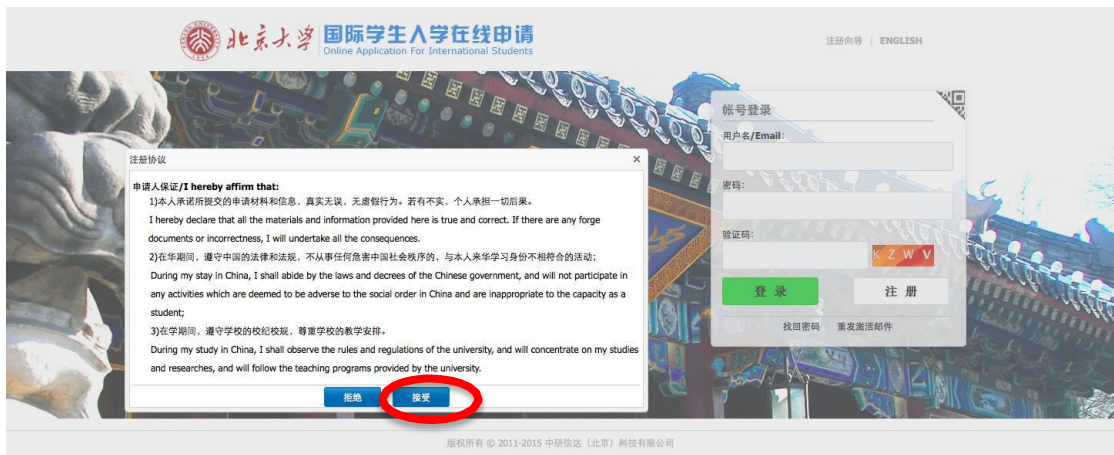 北京大学 国际学生入学在线申请
Online Application For International Students
注册向导 | ENGLISH
帐号登录
用户名/Email:
密码:
验证码:
K Z W V
登 录 注 册
找回密码 重发激活邮件
注册协议 ×
申请人保证/I hereby affirm that:
1)本人承诺所提交的申请材料和信息，真实无误，无虚假行为。若有不实，个人承担一切后果。
I hereby declare that all the materials and information provided here is true and correct. If there are any forge
documents or incorrectness, I will undertake all the consequences.
2)在华期间，遵守中国的法律和法规，不从事任何危害中国社会秩序的，与本人来华学习身份不相符合的活动；
During my stay in China, I shall abide by the laws and decrees of the Chinese government, and will not participate in
any activities which are deemed to be adverse to the social order in China and are inappropriate to the capacity as a
student;
3)在学期间，遵守学校的校纪校规，尊重学校的教学安排。
During my study in China, I shall observe the rules and regulations of the university, and will concentrate on my studies
and researches, and will follow the teaching programs provided by the university.
拒绝 接受
版权所有 © 2011-2015 中研信达（北京）科技有限公司